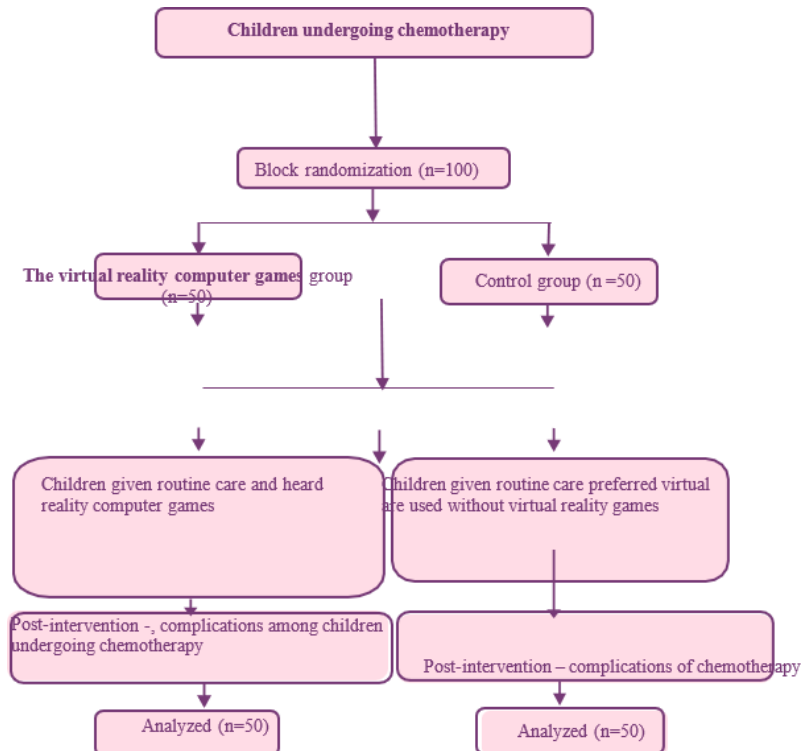 Children undergoing chemotherapy
Block randomization (n=100)
The virtual reality computer games group
(n=50)
Control group (n =50)
Children given routine care and heard
reality computer games
Children given routine care preferred virtual
are used without virtual reality games
Post-intervention -, complications among children
undergoing chemotherapy
Post-intervention – complications of chemotherapy
Analyzed (n=50)
Analyzed (n=50)